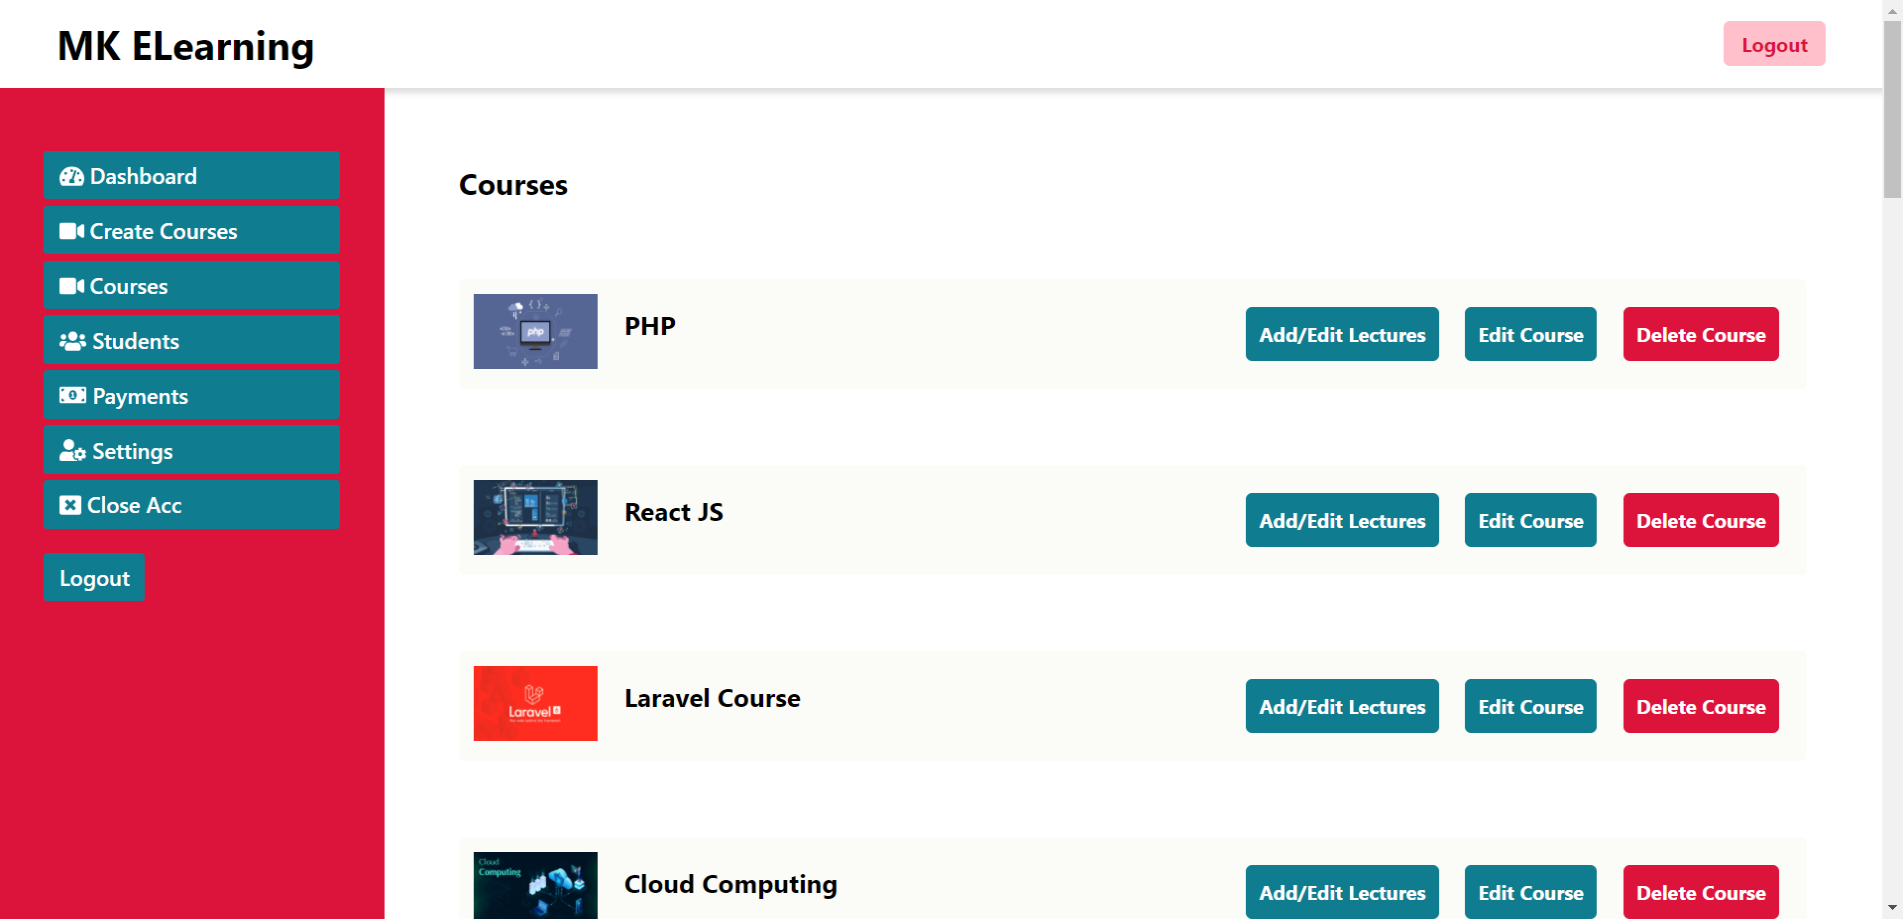 MK ELearning
Logout
Dashboard
Create Courses
Courses
Students
Payments
Settings
Close Acc
Logout
Courses
php
PHP
Add/Edit Lectures
Edit Course
Delete Course
React JS
Add/Edit Lectures
Edit Course
Delete Course
Laravel
Laravel Course
Add/Edit Lectures
Edit Course
Delete Course
Cloud
Computing
Cloud Computing
Add/Edit Lectures
Edit Course
Delete Course